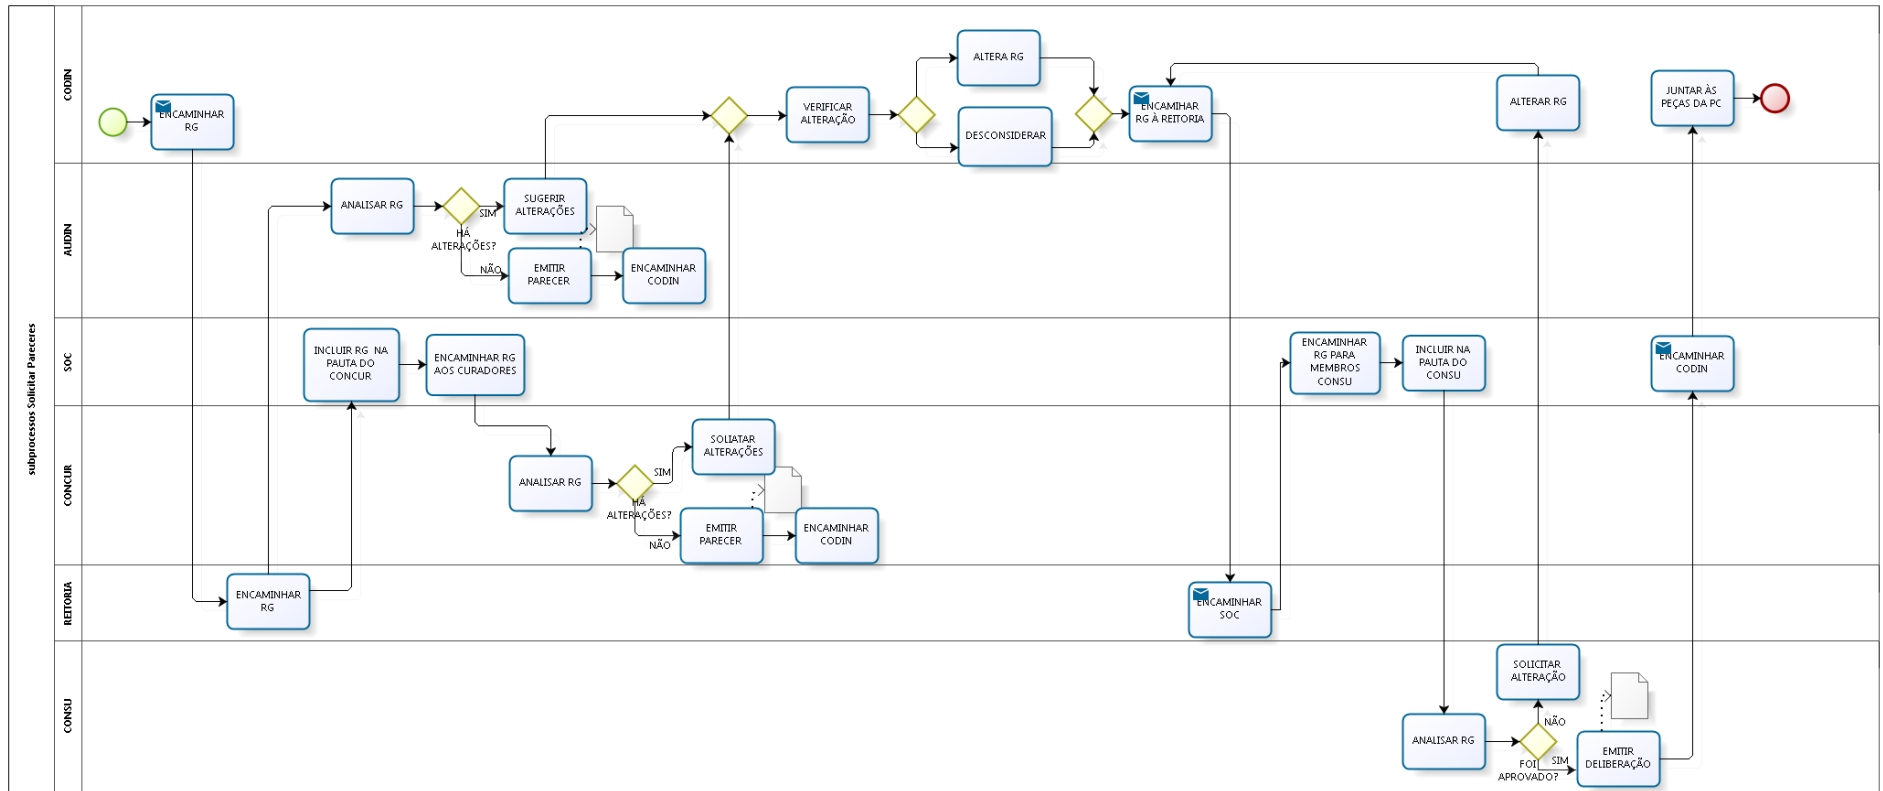 subprocessos Solicitar Pareceres
CODIN
ENCAMINHAR
RG
VERIFICAR
ALTERAÇÃO
ALTERA RG
DESCONSIDERAR
ENCAMIHAR
RG À REITORIA
ALTERAR RG
JUNTAR ÀS
PEÇAS DA PC
AUDIN
ANALISAR RG
HÁ
ALTERAÇÕES?
SIM
SUGERIR
ALTERAÇÕES
NÃO
EMITIR
PARECER
ENCAMINHAR
CODIN
SOC
INCLUIR RG NA
PAUTA DO
CONCUR
ENCAMINHAR RG
AOS CURADORES
ENCAMINHAR
RG PARA
MEMBROS
CONSU
INCLUIR NA
PAUTA DO
CONSU
ENCAMINHAR
CODIN
CONCUR
ANALISAR RG
HÁ
ALTERAÇÕES?
SIM
SOLIATAR
ALTERAÇÕES
NÃO
EMITIR
PARECER
ENCAMINHAR
CODIN
REITORIA
ENCAMINHAR
RG
ENCAMINHAR
SOC
CONSU
ANALISAR RG
FOI
APROVADO?
NÃO
SOLICITAR
ALTERAÇÃO
SIM
EMITIR
DELIBERAÇÃO